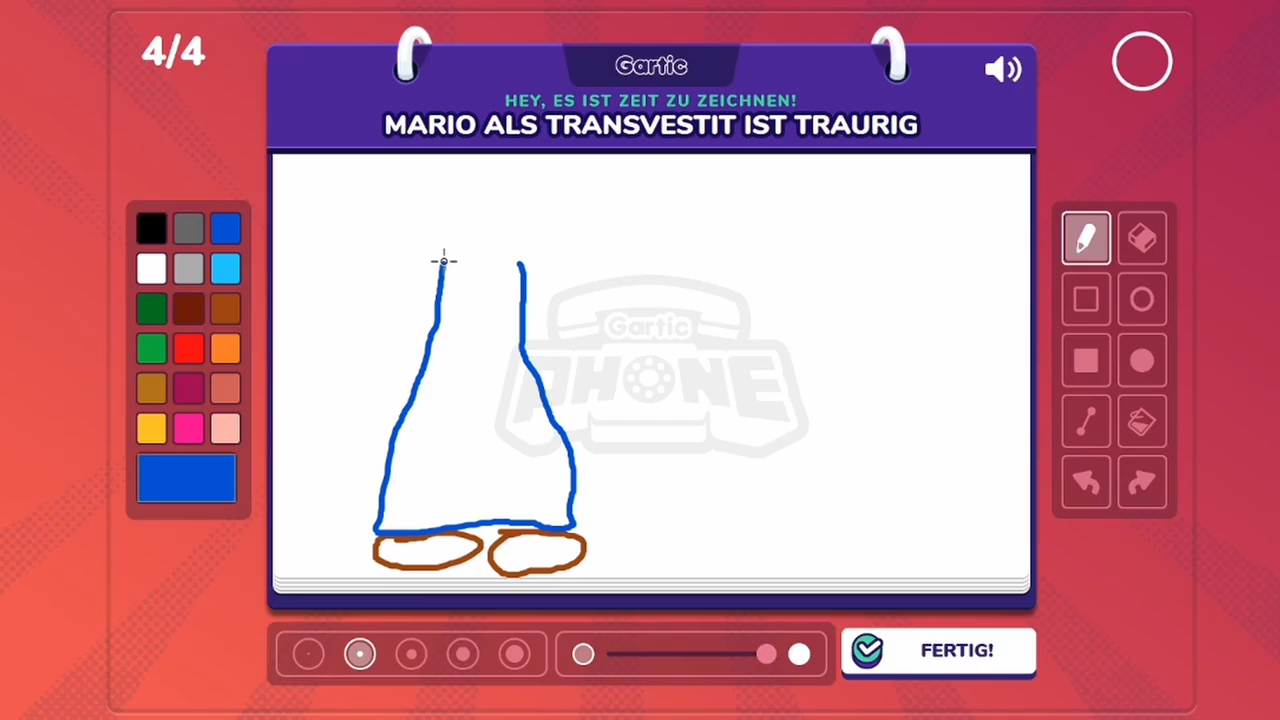 4/4
Gartic
HEY, ES IST ZEIT ZU ZEICHNEN!
MARIO ALS TRANSVESTIT IST TRAURIG
Gartic
PHONE
FERTIG!